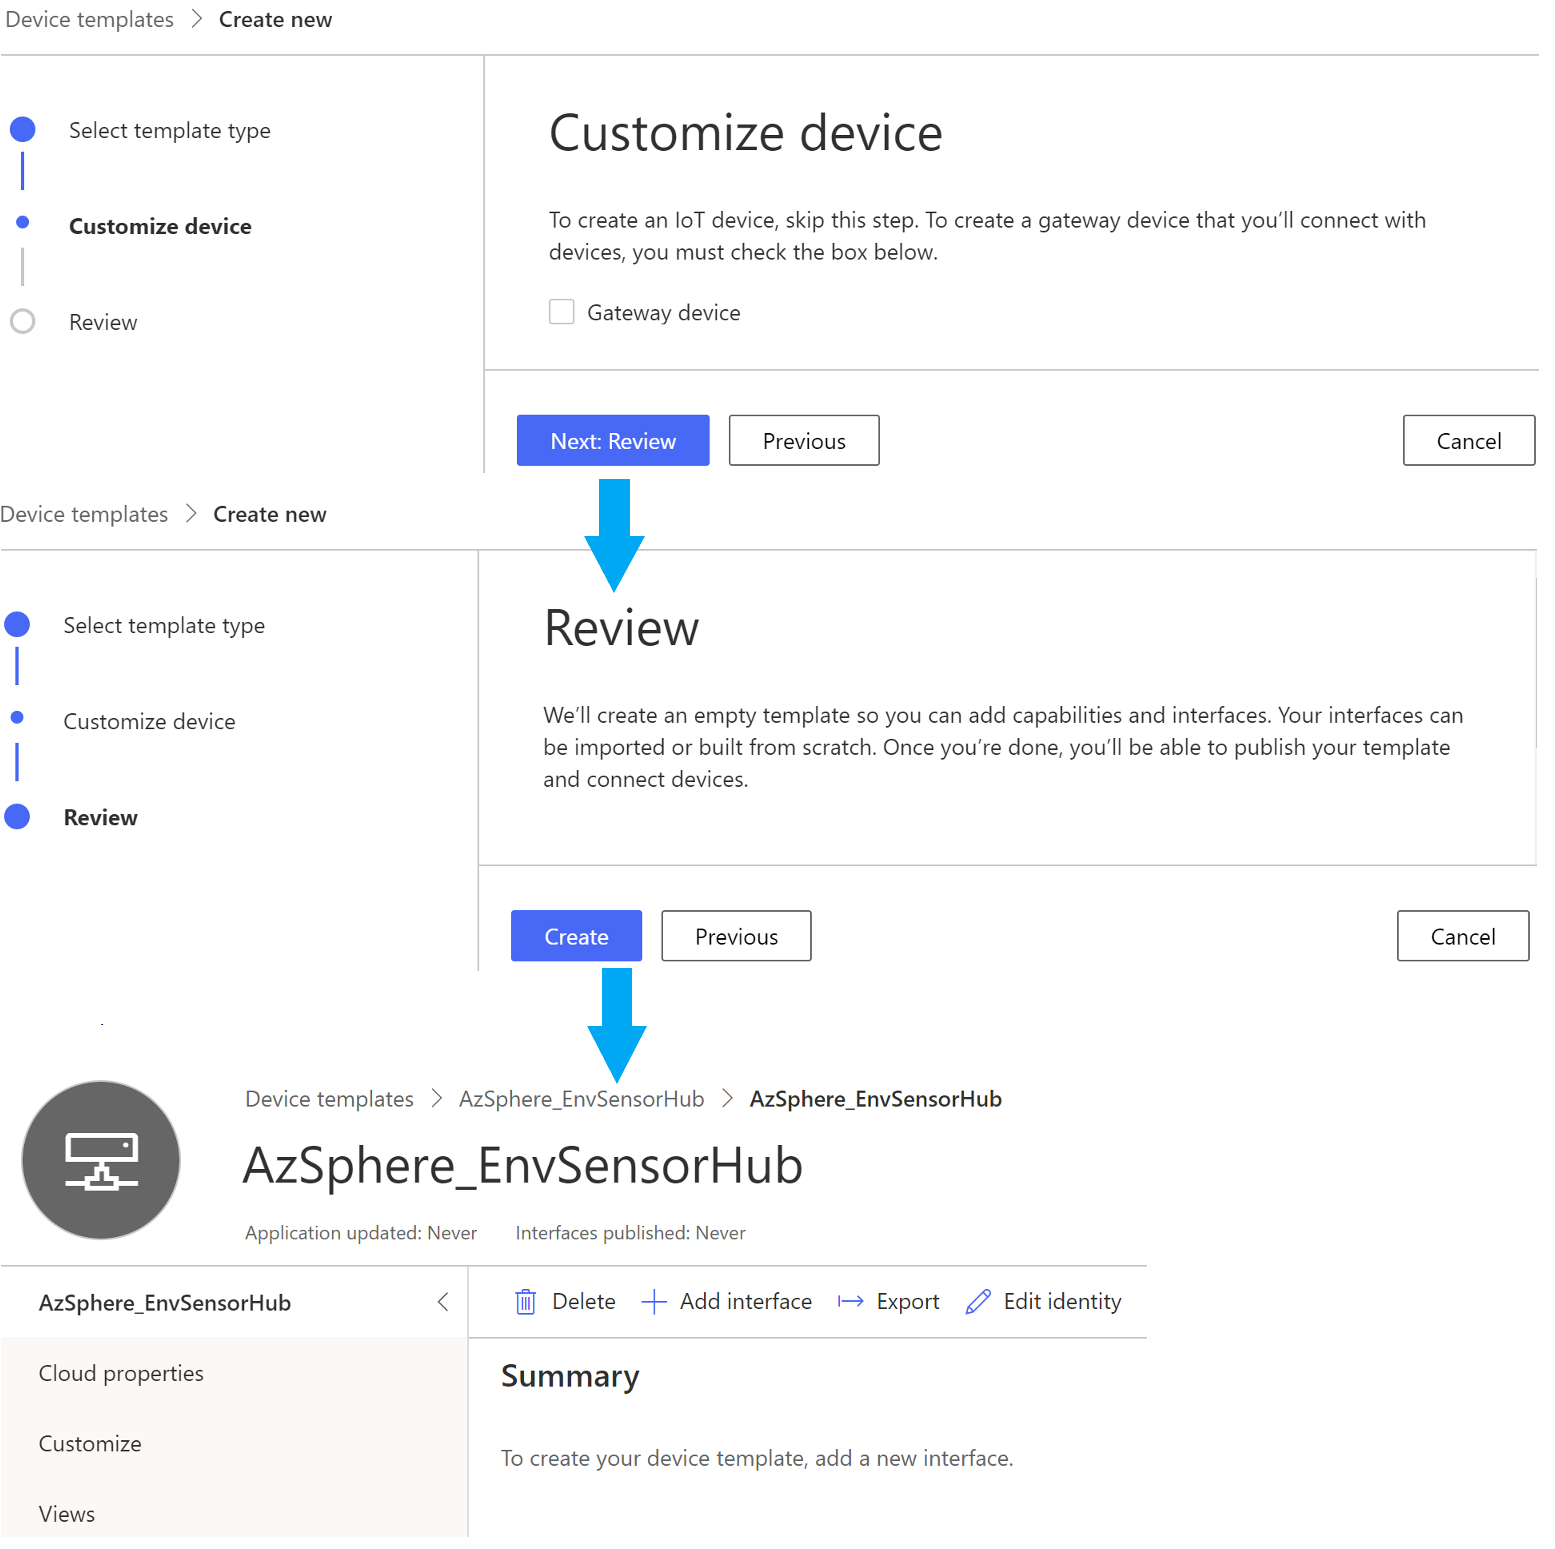 Device templates > Create new
Select template type
Customize device
Review
Customize device
To create an IoT device, skip this step. To create a gateway device that you’ll connect with
devices, you must check the box below.
Gateway device
Next: Review
Previous
Cancel
Device templates > Create new
Select template type
Customize device
Review
Review
We’ll create an empty template so you can add capabilities and interfaces. Your interfaces can
be imported or built from scratch. Once you’re done, you’ll be able to publish your template
and connect devices.
Create
Previous
Cancel
Device templates > AzSphere_EnvSensorHub > AzSphere_EnvSensorHub
AzSphere_EnvSensorHub
Application updated: Never Interfaces published: Never
AzSphere_EnvSensorHub
Cloud properties
Customize
Views
Delete
Add interface
Export
Edit identity
Summary
To create your device template, add a new interface.